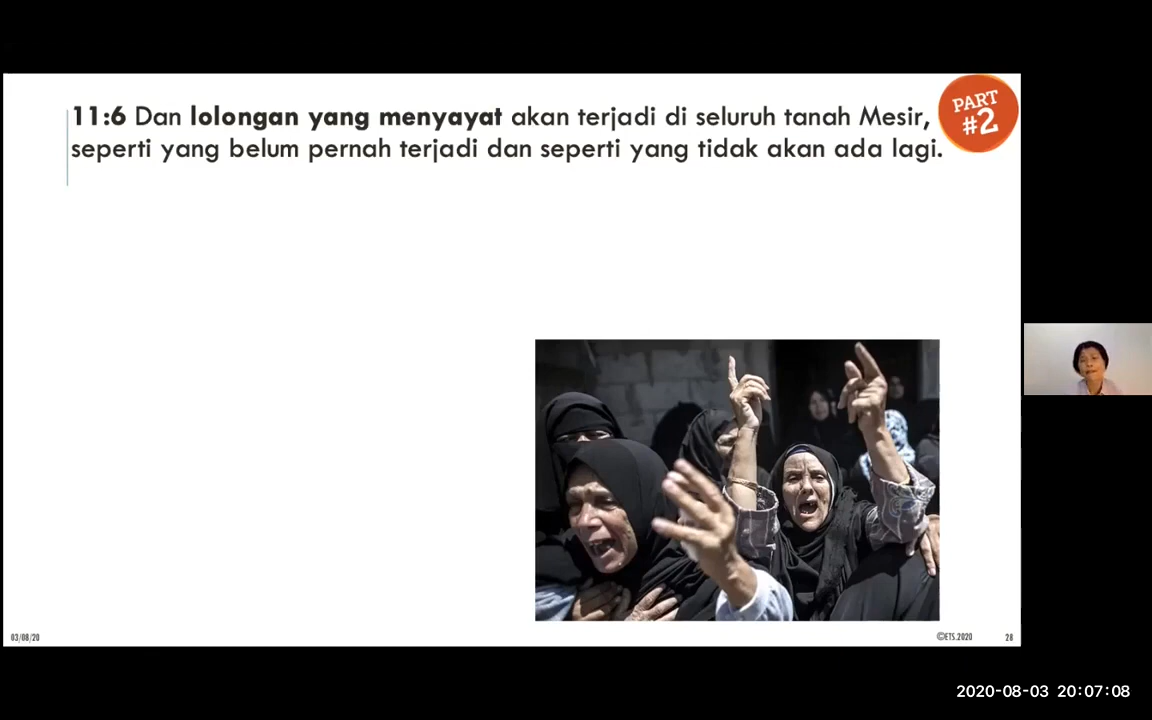 11:6 Dan lolongan yang menyayat akan terjadi di seluruh tanah Mesir,
seperti yang belum pernah terjadi dan seperti yang tidak akan ada lagi.
PART
#2
03/08/20
©ETS.2020
28
2020-08-03 20:07:08